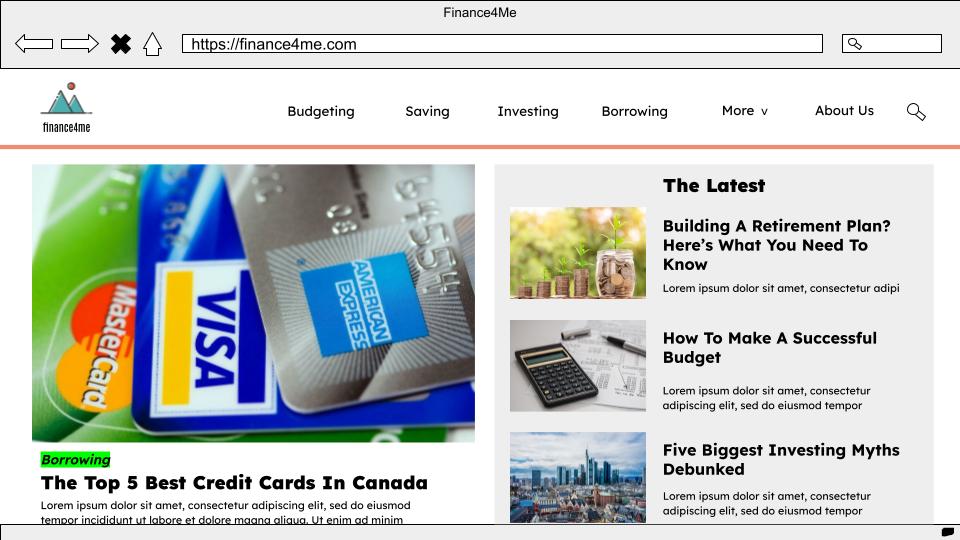 Finance4Me
https://finance4me.com
finance4me
Budgeting
Saving
Investing
Borrowing
More v
About Us
MasterCard
VISA
AMERICAN
EXPRESS
Borrowing
The Top 5 Best Credit Cards In Canada
Lorem ipsum dolor sit amet, consectetur adipiscing elit, sed do eiusmod
tempor incididunt ut labore et dolore magna aliqua. Ut enim ad minim
The Latest
Building A Retirement Plan?
Here’s What You Need To
Know
Lorem ipsum dolor sit amet, consectetur adipi
How To Make A Successful
Budget
Lorem ipsum dolor sit amet, consectetur
adipiscing elit, sed do eiusmod tempor
Five Biggest Investing Myths
Debunked
Lorem ipsum dolor sit amet, consectetur
adipiscing elit, sed do eiusmod tempor